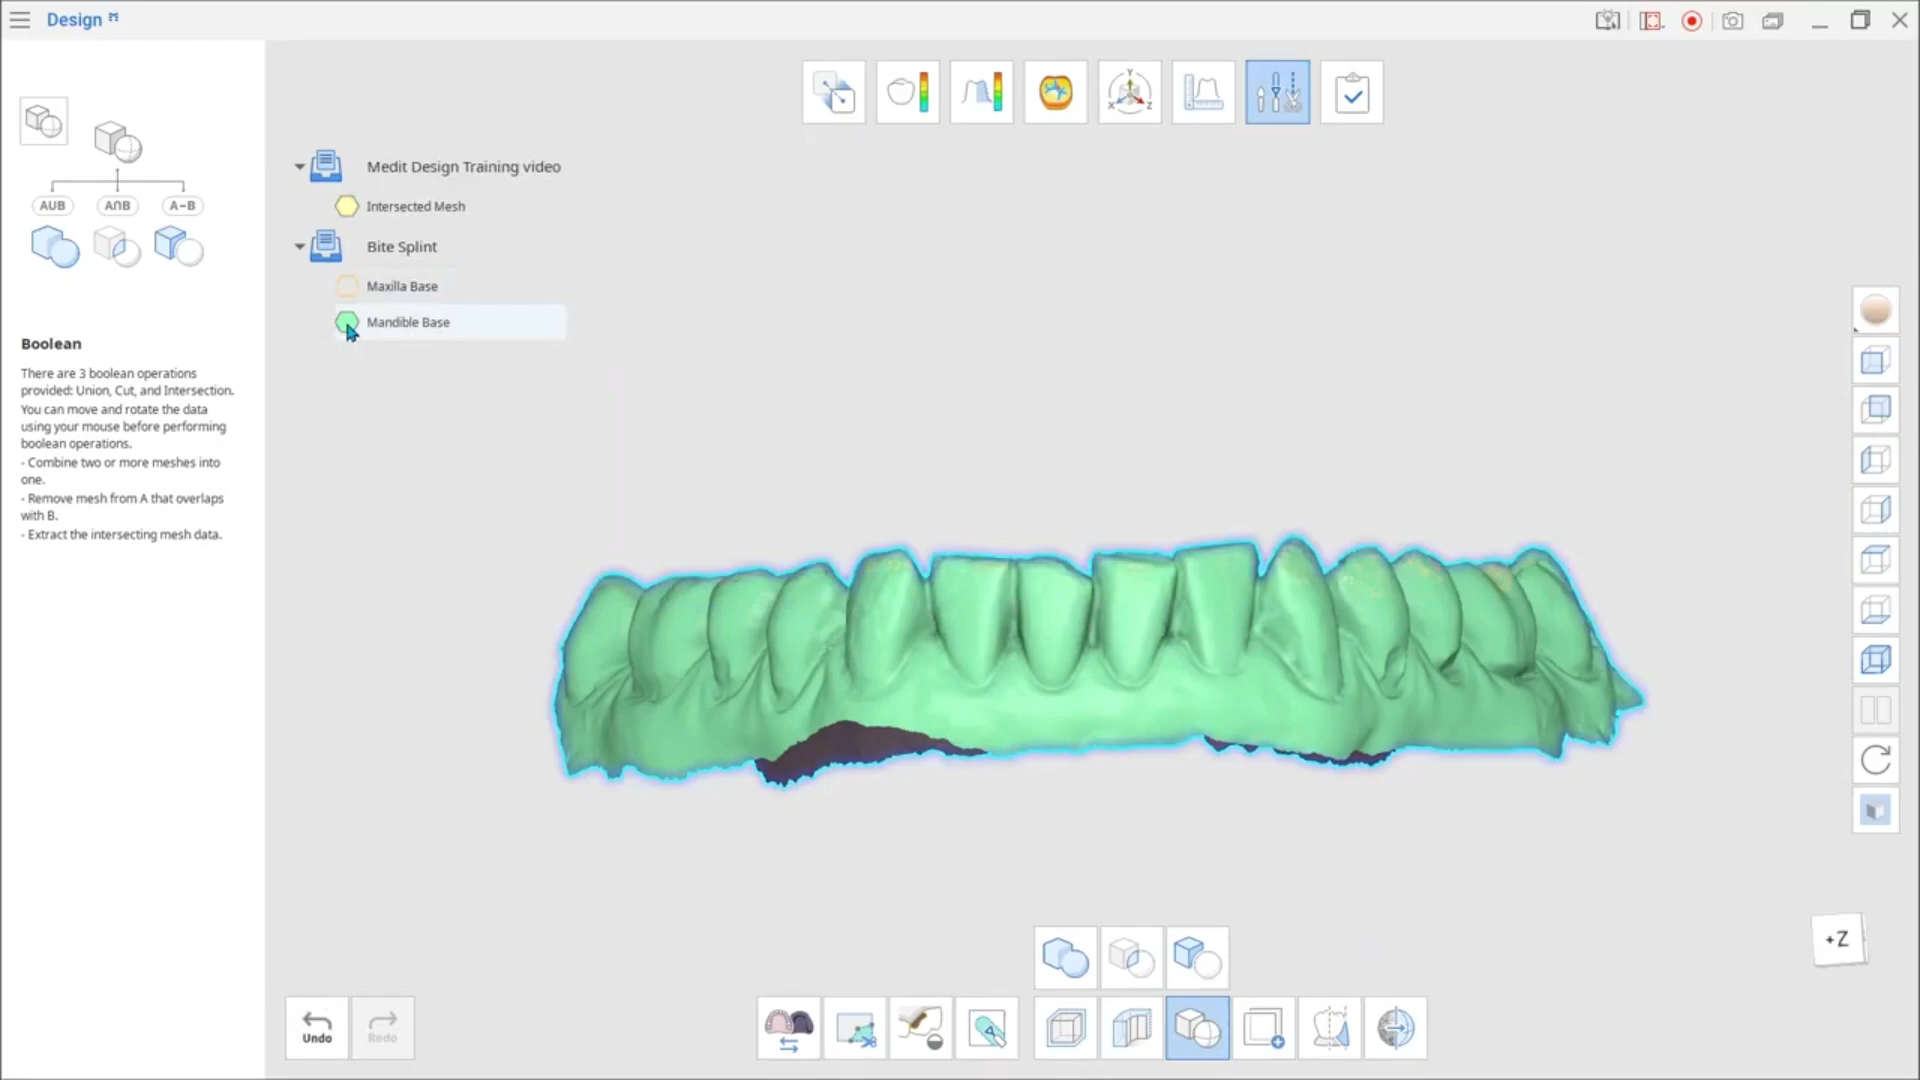 Design
Medit Design Training video
Intersected Mesh
Bite Splint
Maxilla Base
Mandible Base
AUB
A∩B
A-B
Boolean
There are 3 boolean operations
provided: Union, Cut, and Intersection.
You can move and rotate the data
using your mouse before performing
boolean operations.
- Combine two or more meshes into
one.
- Remove mesh from A that overlaps
with B.
- Extract the intersecting mesh data.
Y
X
Z
+Z
Undo
Redo